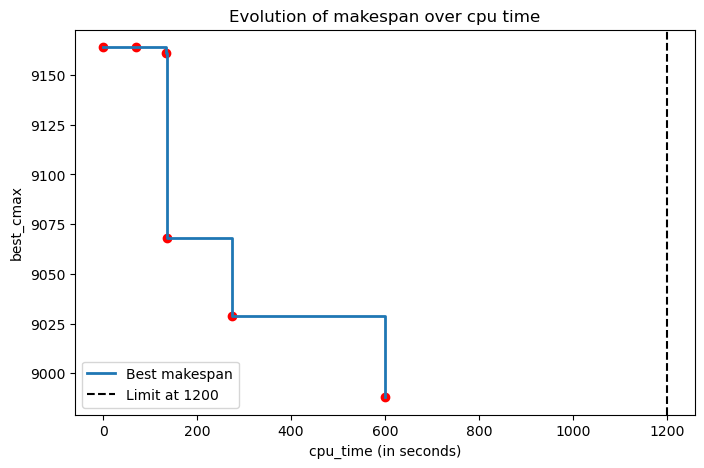 Evolution of makespan over cpu time
best_cmax
9150
9125
9100
9075
9050
9025
9000
Best makespan
Limit at 1200
0
200
400
600
800
1000
1200
cpu_time (in seconds)